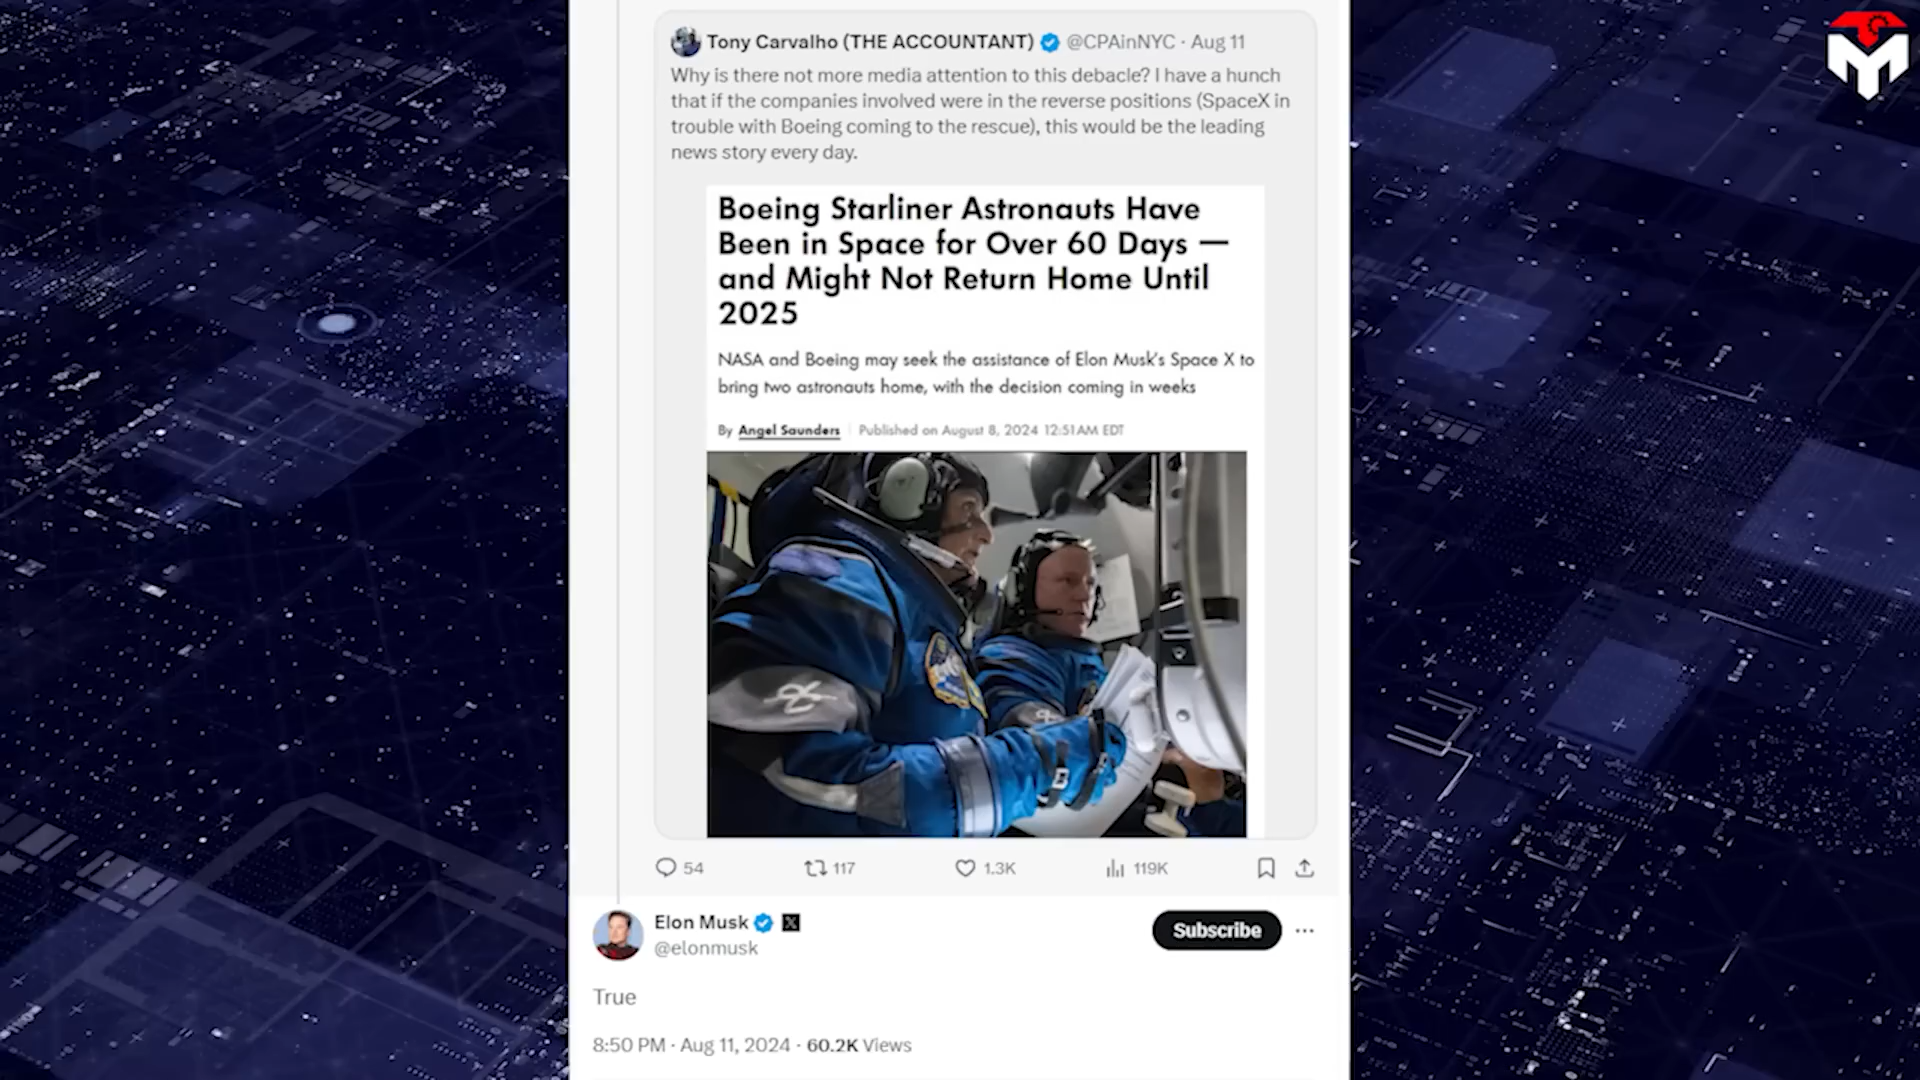 Tony Carvalho (THE ACCOUNTANT) @CPAinNYC · Aug 11
Why is there not more media attention to this debacle? I have a hunch
that if the companies involved were in the reverse positions (SpaceX in
trouble with Boeing coming to the rescue), this would be the leading
news story every day.
Boeing Starliner Astronauts Have
Been in Space for Over 60 Days —
and Might Not Return Home Until
2025
NASA and Boeing may seek the assistance of Elon Musk's Space X to
bring two astronauts home, with the decision coming in weeks
By Angel Saunders | Published on August 8, 2024 12:51AM EDT
54 117 1.3K 119K
Elon Musk
@elonmusk
Subscribe
True
8:50 PM · Aug 11, 2024 · 60.2K Views